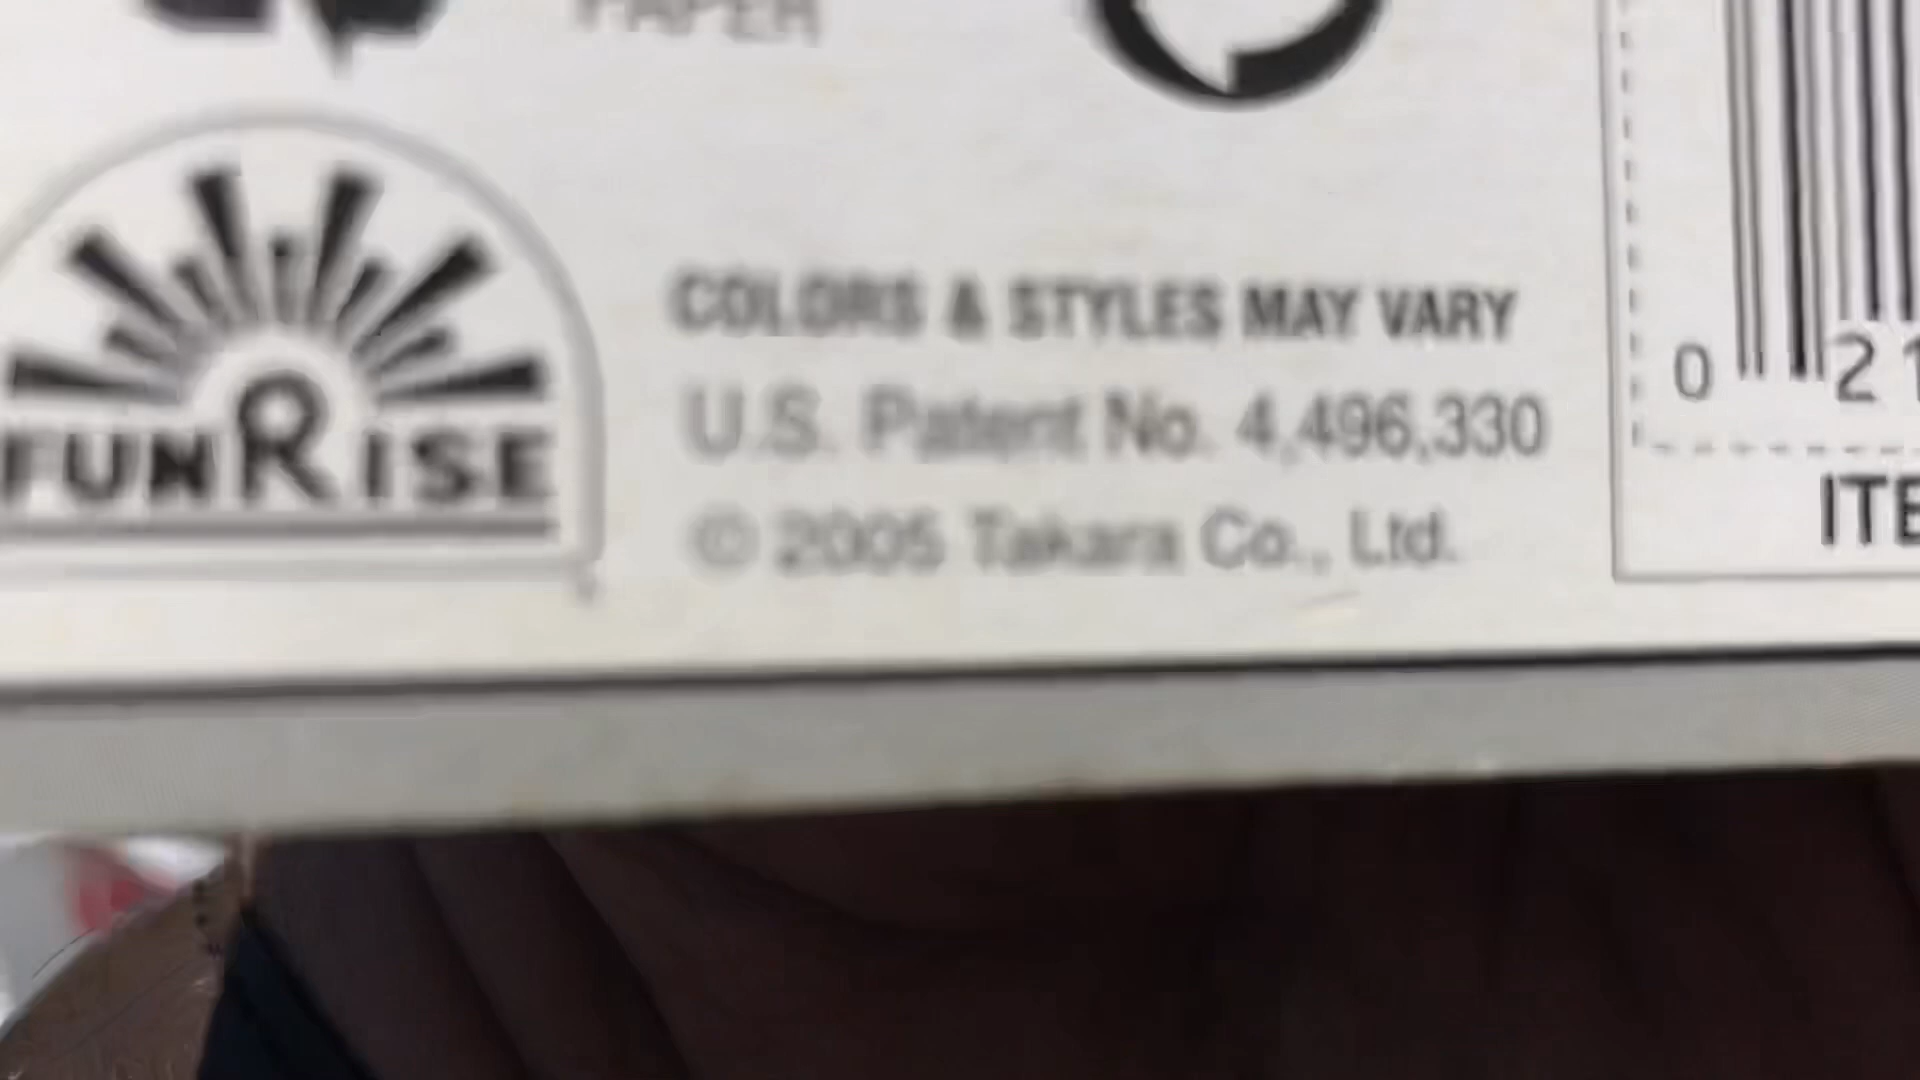 PAPER
FUNRISE
COLORS & STYLES MAY VARY
U.S. Patent No. 4,496,330
© 2005 Takara Co., Ltd.
0 21
ITE